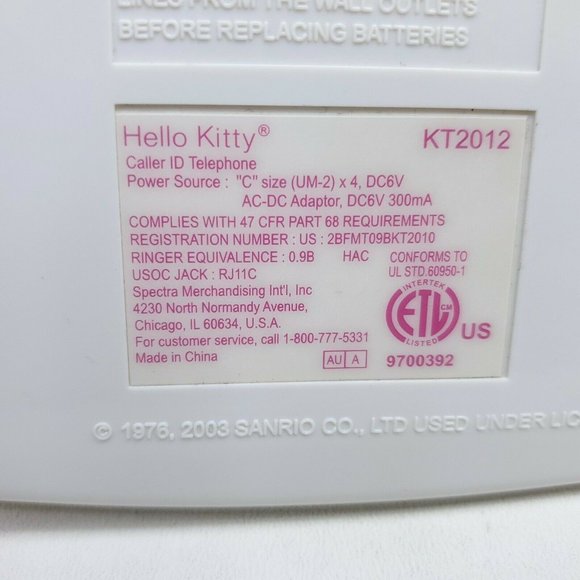 LINES FROM THE WALL OUTLETS
BEFORE REPLACING BATTERIES
Hello Kitty® KT2012
Caller ID Telephone
Power Source : "C" size (UM-2) x 4, DC6V
AC-DC Adaptor, DC6V 300mA
COMPLIES WITH 47 CFR PART 68 REQUIREMENTS
REGISTRATION NUMBER : US : 2BFMT09BKT2010
RINGER EQUIVALENCE : 0.9B HAC
USOC JACK : RJ11C
CONFORMS TO
UL STD.60950-1
Spectra Merchandising Int'l, Inc
4230 North Normandy Avenue,
Chicago, IL 60634, U.S.A.
For customer service, call 1-800-777-5331
Made in China
AU A
INTERTEK
ETL CM
LISTED
US
9700392
© 1976, 2003 SANRIO CO., LTD USED UNDER LIC